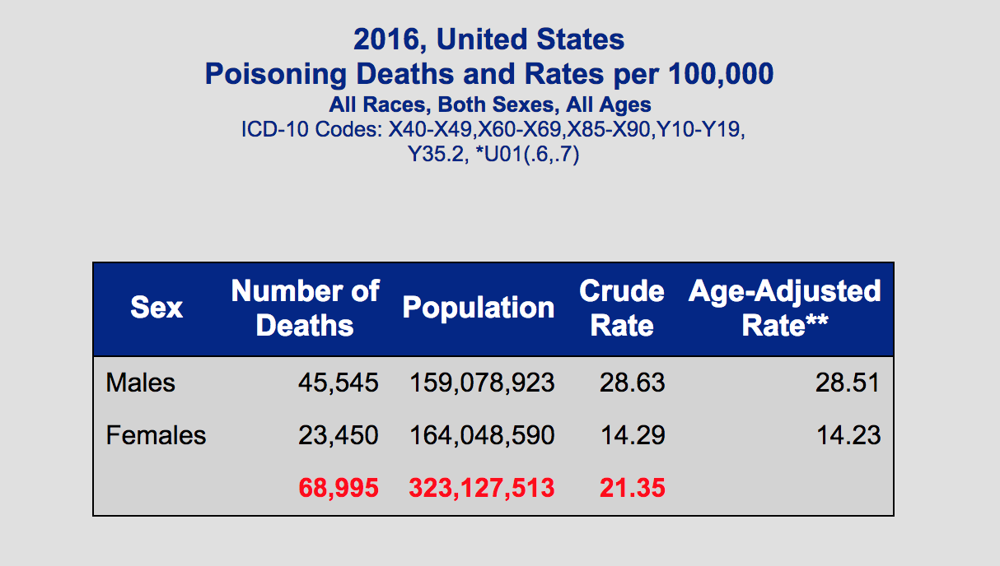 2016, United States
Poisoning Deaths and Rates per 100,000
All Races, Both Sexes, All Ages
ICD-10 Codes: X40-X49,X60-X69,X85-X90,Y10-Y19,
Y35.2, *U01(.6,.7)
Sex Number of Deaths Population Crude Rate Age-Adjusted Rate**
Males 45,545 159,078,923 28.63 28.51
Females 23,450 164,048,590 14.29 14.23
68,995 323,127,513 21.35